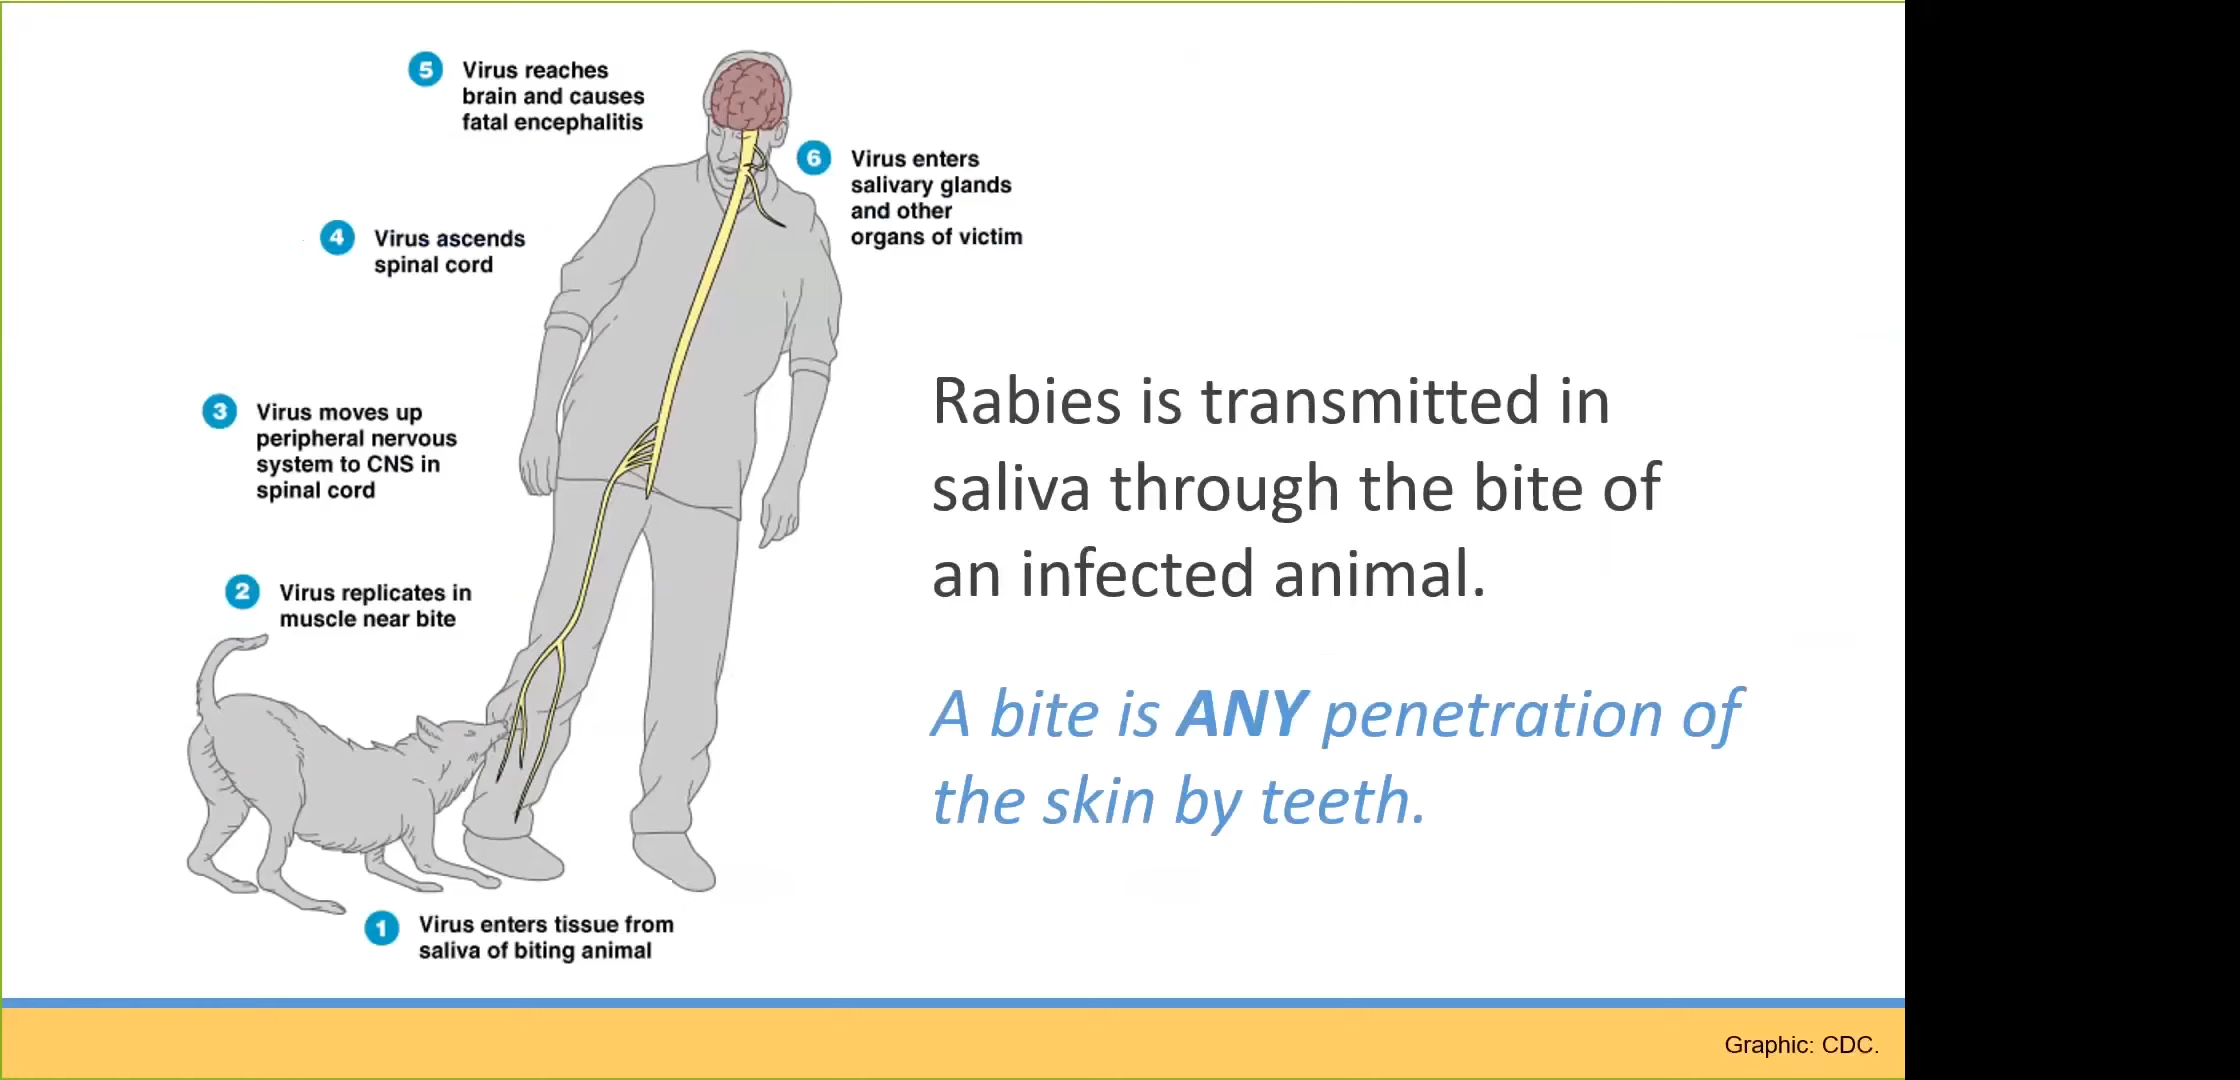 5
Virus reaches
brain and causes
fatal encephalitis
6
Virus enters
salivary glands
and other
organs of victim
4
Virus ascends
spinal cord
3
Virus moves up
peripheral nervous
system to CNS in
spinal cord
2
Virus replicates in
muscle near bite
1
Virus enters tissue from
saliva of biting animal
Rabies is transmitted in
saliva through the bite of
an infected animal.
A bite is ANY penetration of
the skin by teeth.
Graphic: CDC.